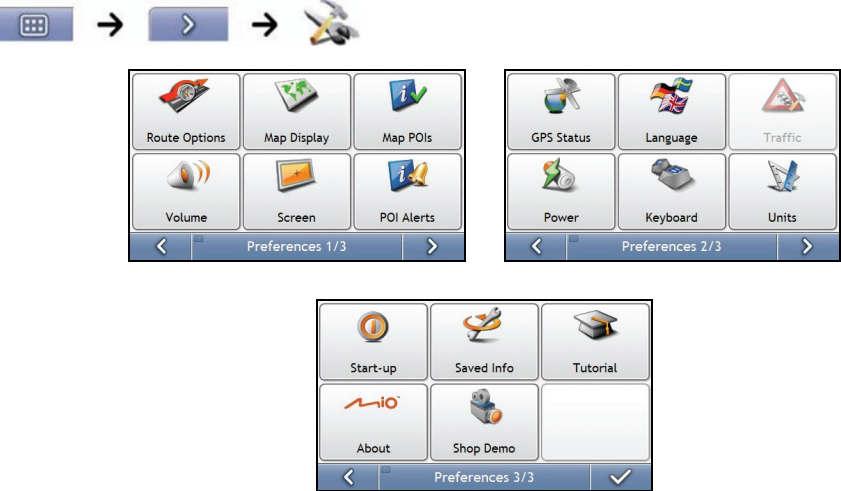 Route Options Map Display Map POIs
Volume Screen POI Alerts
Preferences 1/3
GPS Status Language Traffic
Power Keyboard Units
Preferences 2/3
Start-up Saved Info Tutorial
Mio
About Shop Demo
Preferences 3/3